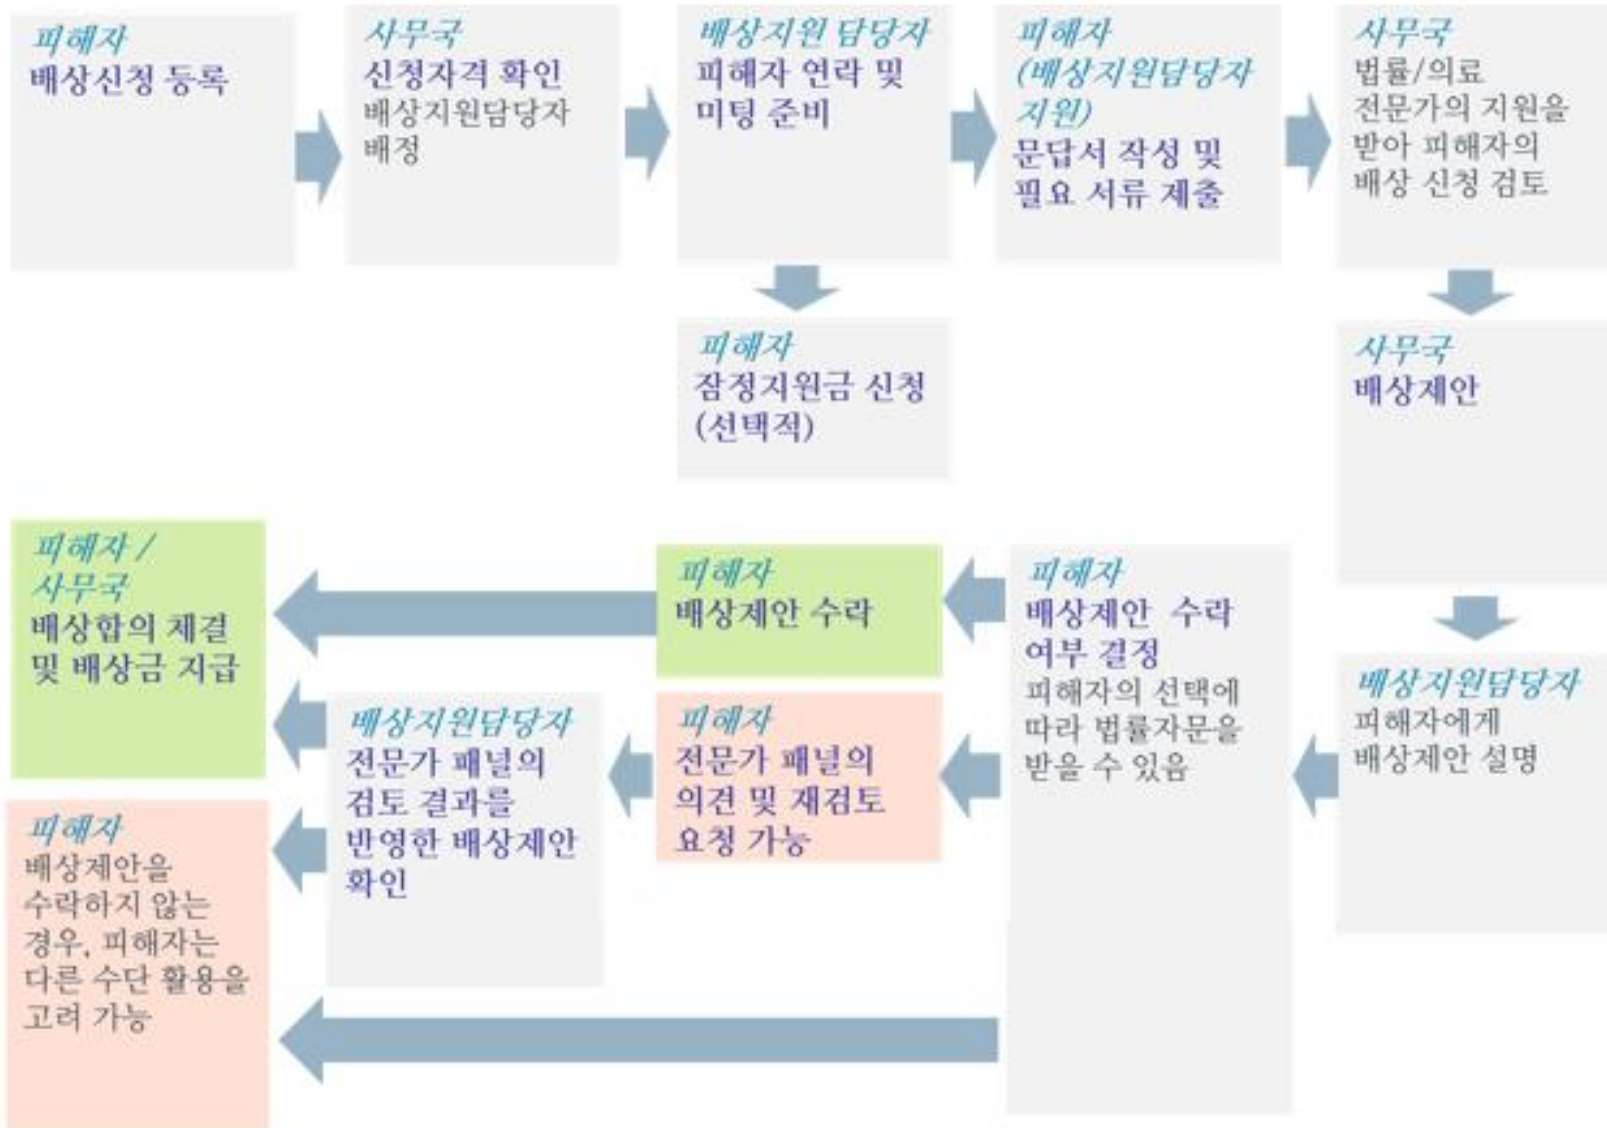 피해자
배상신청 등록
사무국
신청자격 확인
배상지원담당자
배정
배상지원 담당자
피해자 연락 및
미팅 준비
피해자
(배상지원담당자
지원)
문답서 작성 및
필요 서류 제출
사무국
법률/의료
전문가의 지원을
받아 피해자의
배상 신청 검토
피해자
잠정지원금 신청
(선택적)
사무국
배상제안
배상지원담당자
피해자에게
배상제안 설명
피해자
배상제안 수락
여부 결정
피해자의 선택에
따라 법률자문을
받을 수 있음
피해자
배상제안 수락
피해자
전문가 패널의
의견 및 재검토
요청 가능
배상지원담당자
전문가 패널의
검토 결과를
반영한 배상제안
확인
피해자 /
사무국
배상합의 체결
및 배상금 지급
피해자
배상제안을
수락하지 않는
경우, 피해자는
다른 수단 활용을
고려 가능